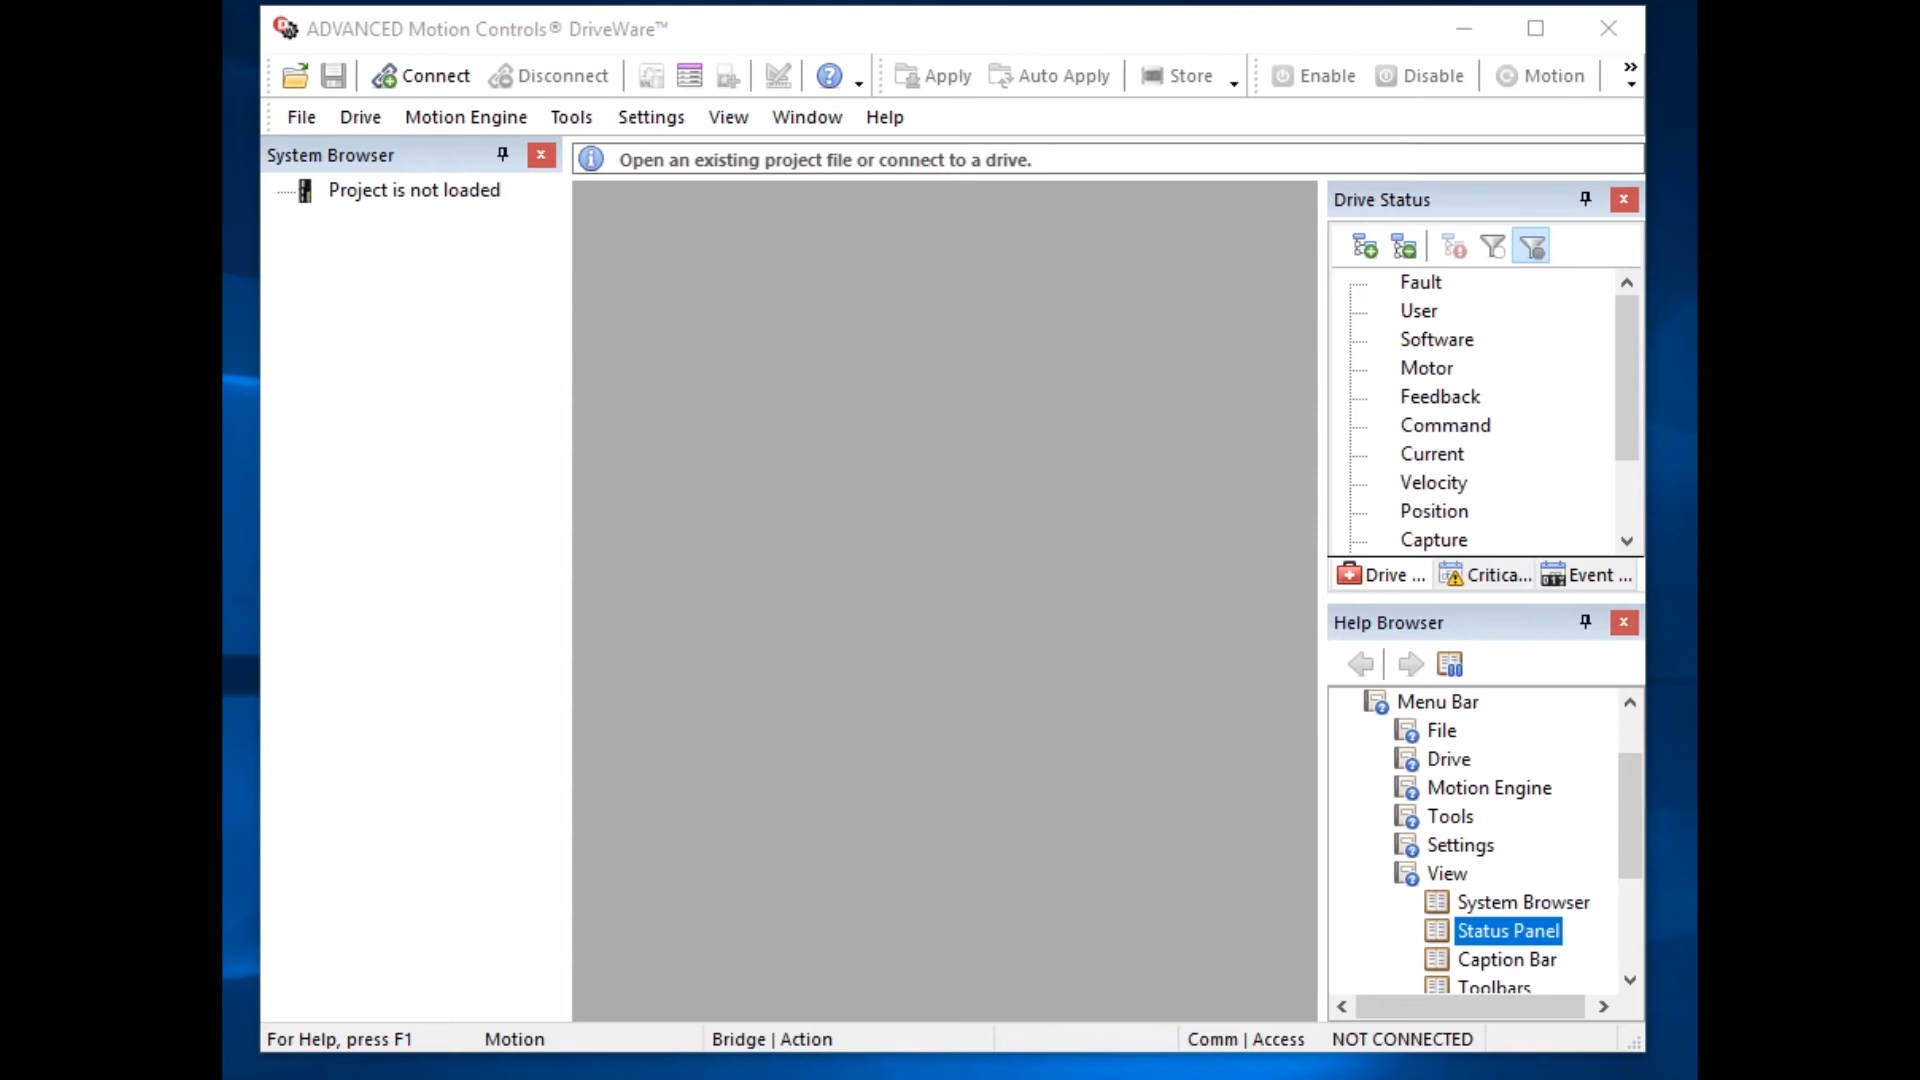 ADVANCED Motion Controls® DriveWare™
Connect Disconnect Apply Auto Apply Store Enable Disable Motion
File Drive Motion Engine Tools Settings View Window Help
System Browser
Open an existing project file or connect to a drive.
Project is not loaded
Drive Status
Fault
User
Software
Motor
Feedback
Command
Current
Velocity
Position
Capture
Drive ... Critica... Event ...
Help Browser
Menu Bar
File
Drive
Motion Engine
Tools
Settings
View
System Browser
Status Panel
Caption Bar
Toolbars
For Help, press F1 Motion Bridge | Action Comm | Access NOT CONNECTED